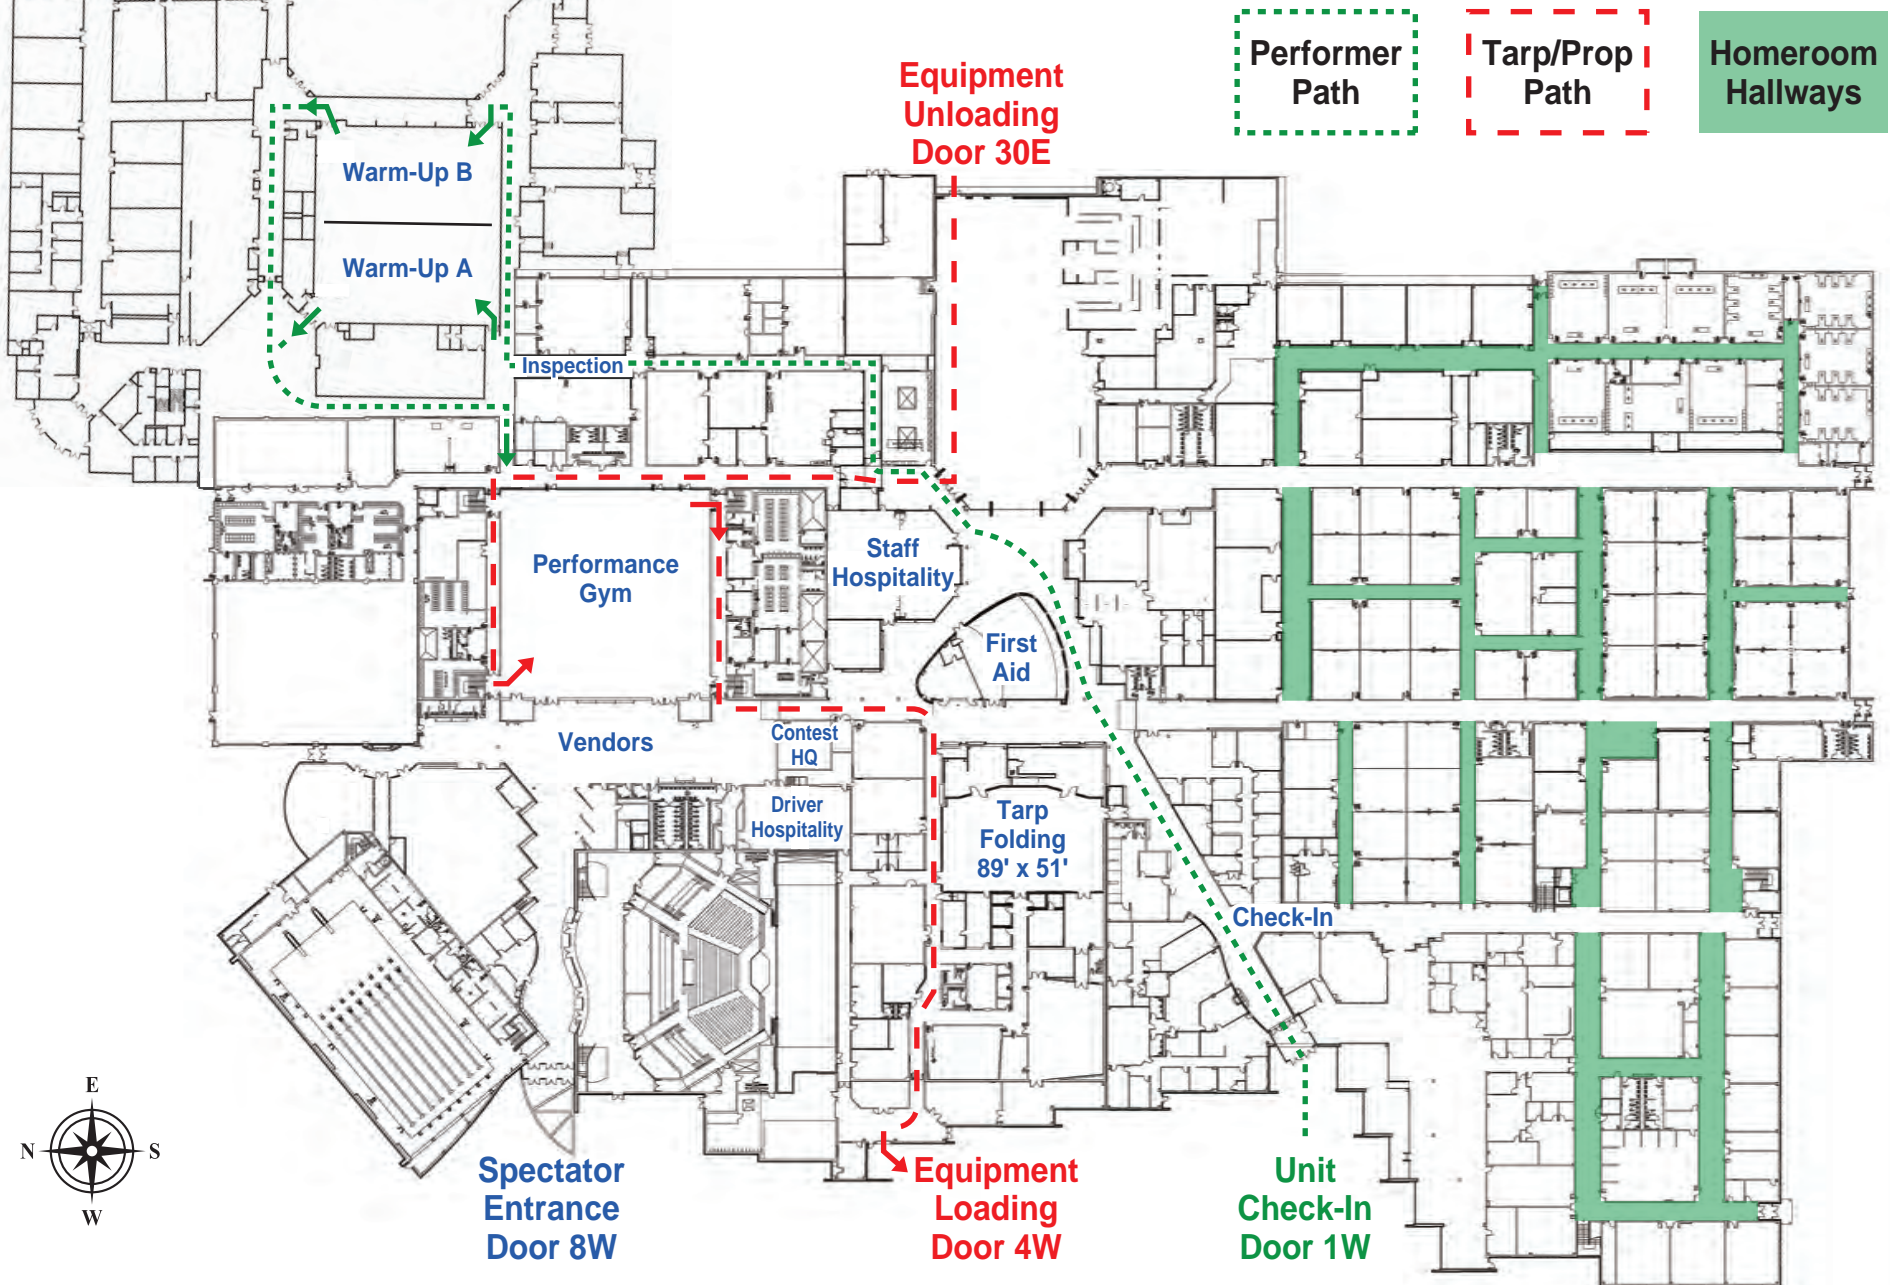 Performer
Path
Tarp/Prop
Path
Homeroom
Hallways
Equipment
Unloading
Door 30E
Warm-Up B
Warm-Up A
Inspection
Performance
Gym
Staff
Hospitality
First
Aid
Vendors
Contest
HQ
Driver
Hospitality
Tarp
Folding
89' x 51'
Check-In
E
N
S
W
Spectator
Entrance
Door 8W
Equipment
Loading
Door 4W
Unit
Check-In
Door 1W